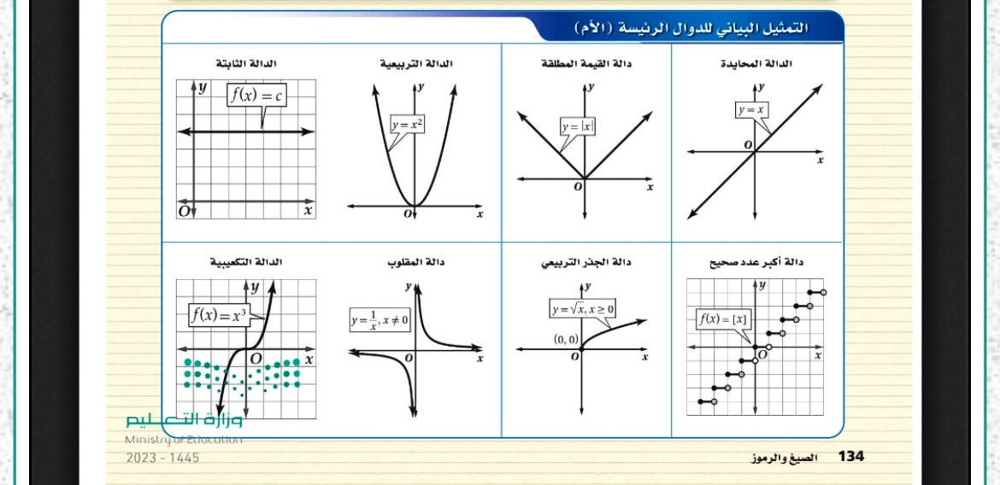 التمثيل البياني للدوال الرئيسة (الأم)
الدالة المحايدة
y
y = x
O
x
دالة القيمة المطلقة
y
y = |x|
O
x
الدالة التربيعية
y
y = x²
O
x
الدالة الثابتة
y
f(x) = c
O
x
دالة أكبر عدد صحيح
y
f(x) = [x]
O
x
دالة الجذر التربيعي
y
y = √x, x ≥ 0
(0, 0)
O
x
دالة المقلوب
y
y = 1/x, x ≠ 0
O
x
الدالة التكعيبية
y
f(x) = x³
O
x
وزارة التعليم
Ministry of Education
2023 - 1445
134 الصيغ والرموز